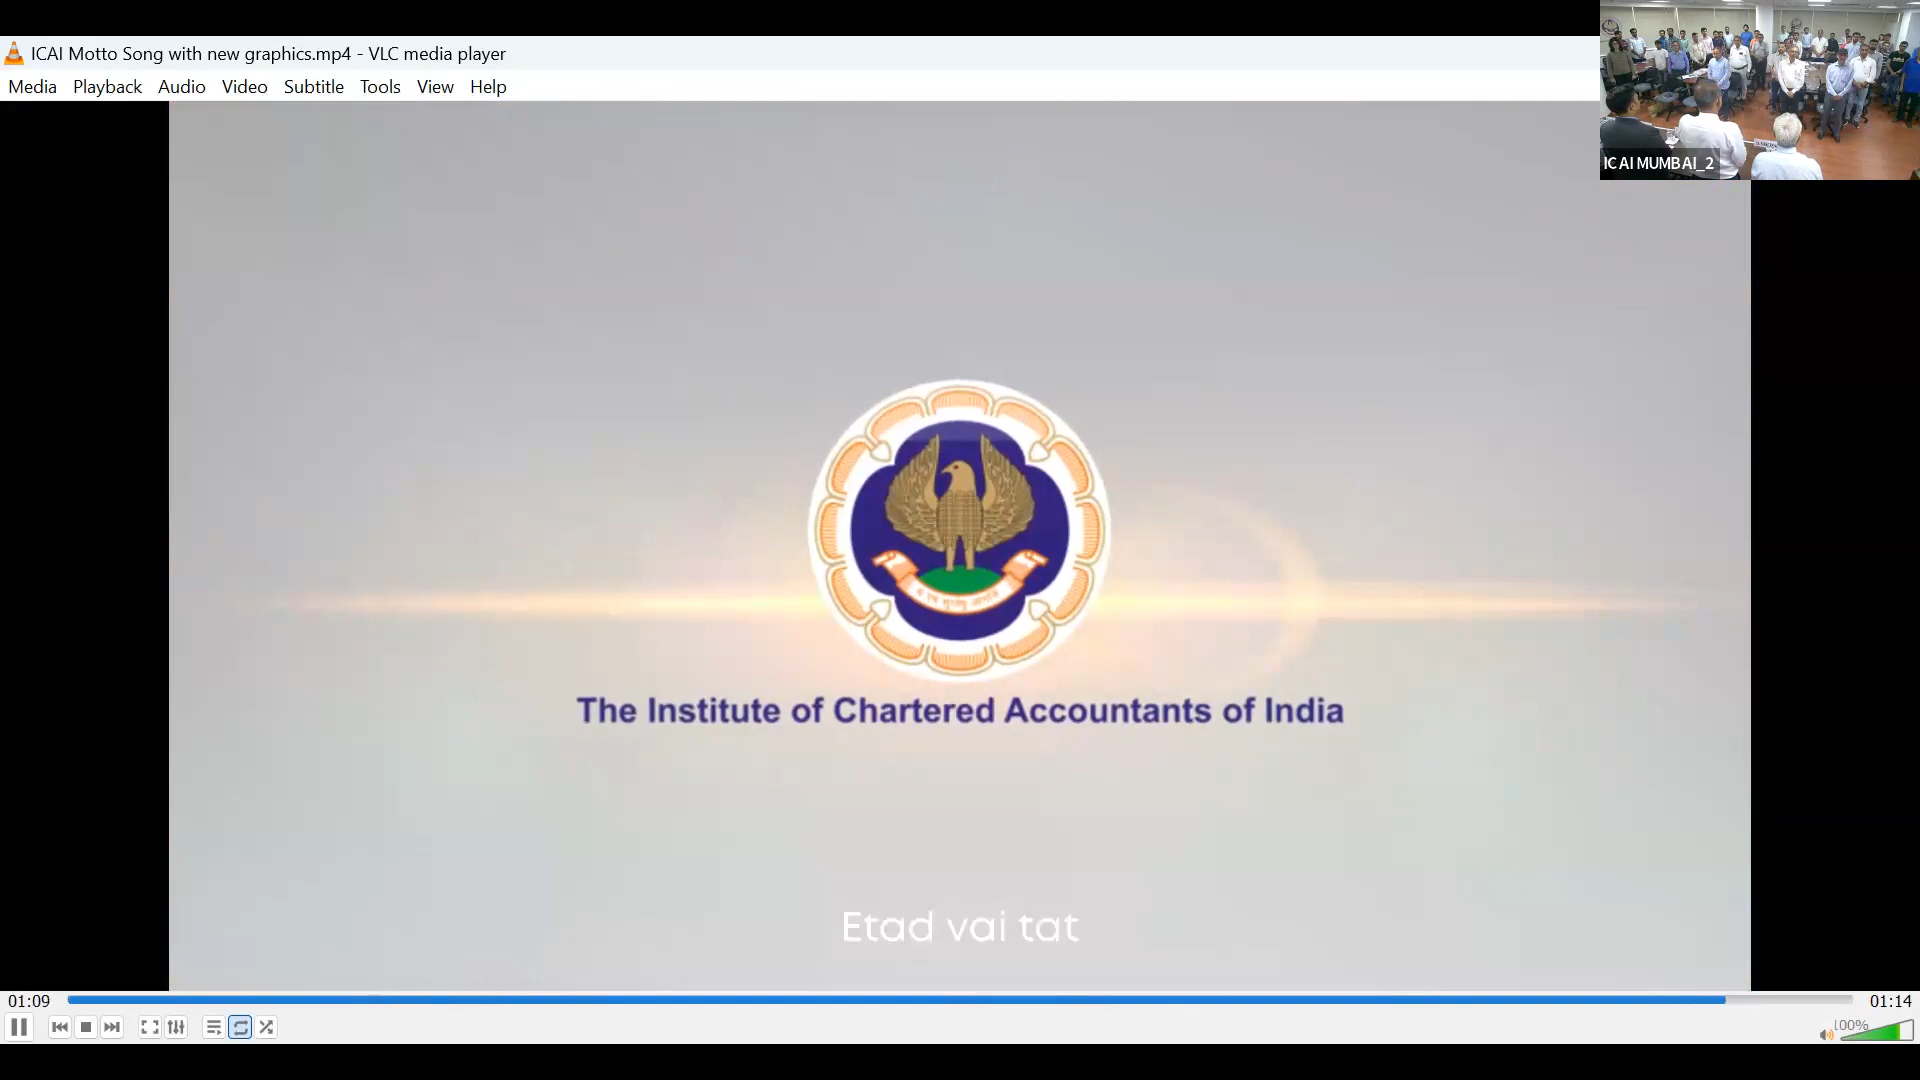 ICAI Motto Song with new graphics.mp4 - VLC media player
Media Playback Audio Video Subtitle Tools View Help
ICAI MUMBAI_2
The Institute of Chartered Accountants of India
Etad vai tat
01:09
01:14
100%